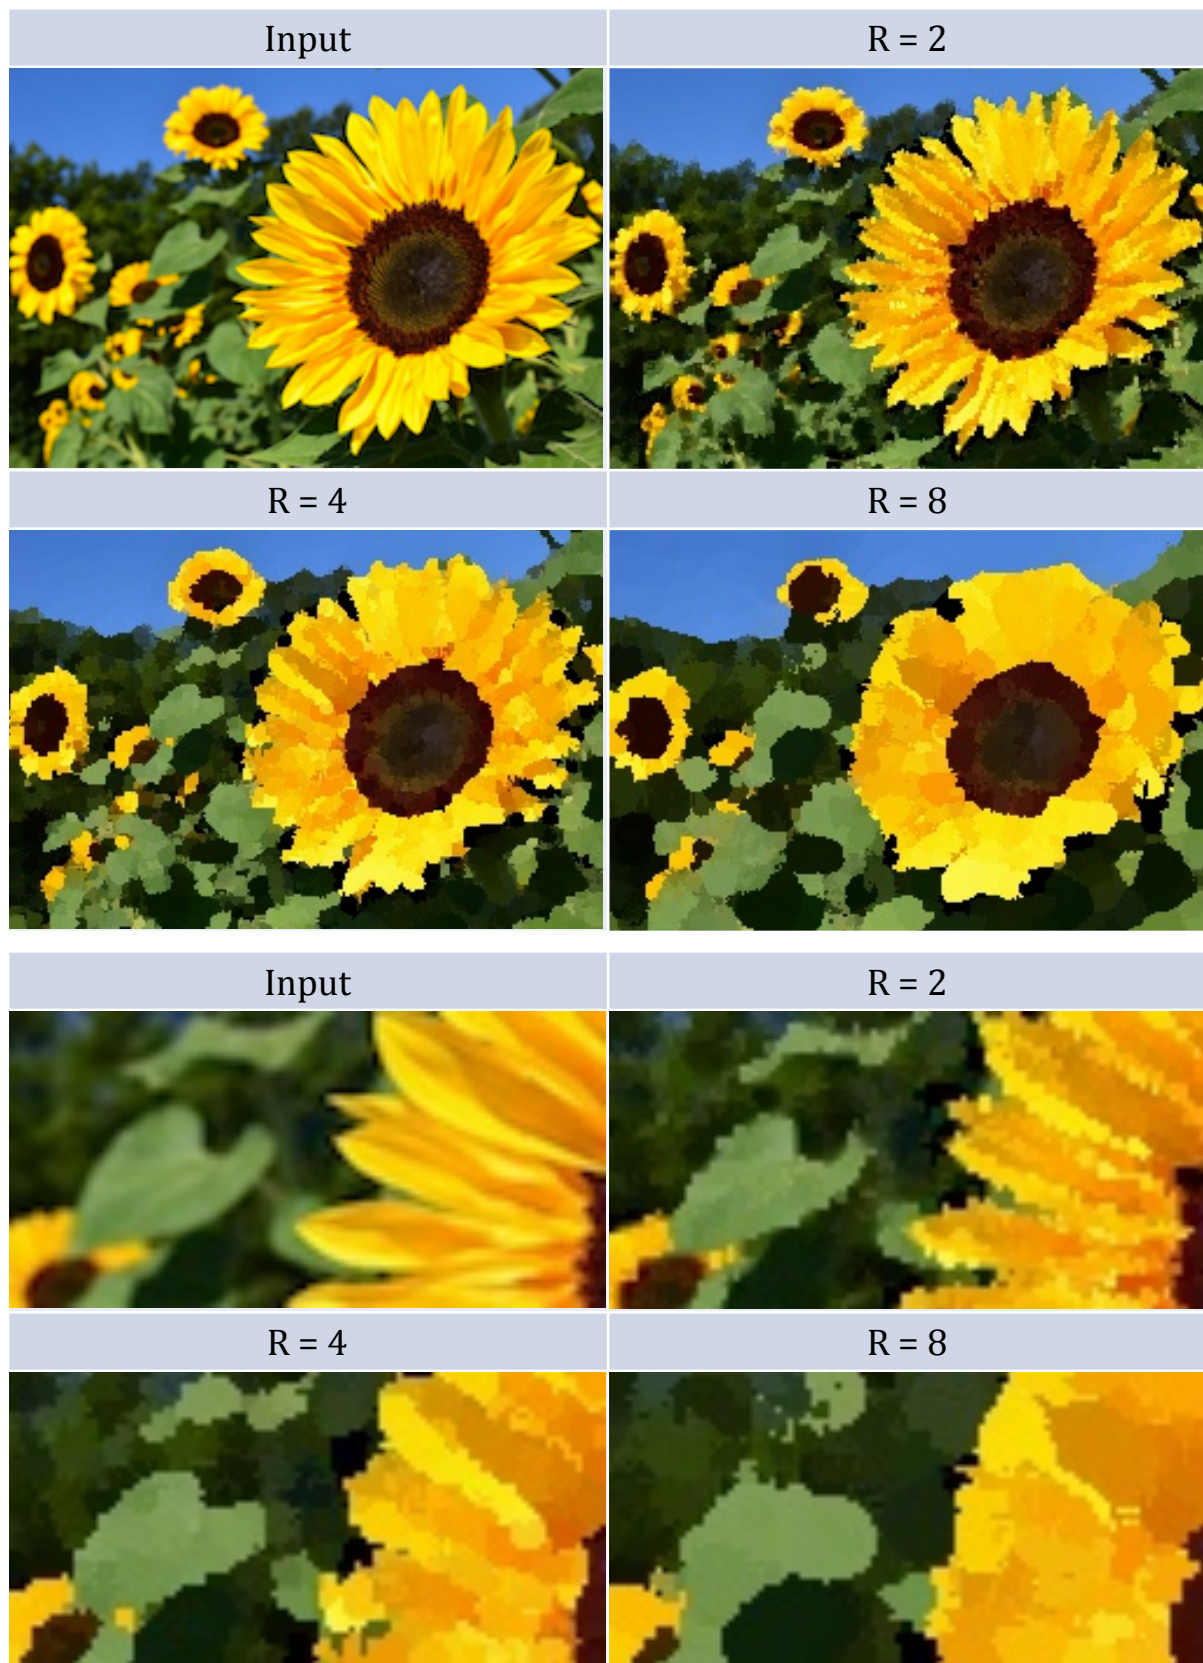 Input
R = 2
R = 4
R = 8
Input
R = 2
R = 4
R = 8